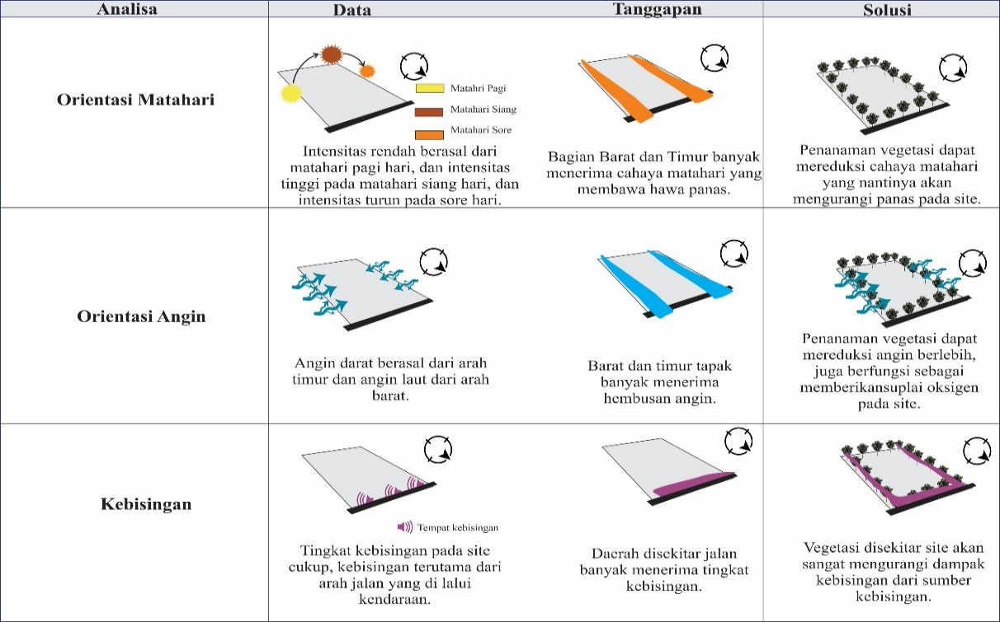 Analisa
Data
Tanggapan
Solusi
Orientasi Matahari
Matahri Pagi
Matahari Siang
Matahari Sore
Intensitas rendah berasal dari
matahari pagi hari, dan intensitas
tinggi pada matahari siang hari, dan
intensitas turun pada sore hari.
Bagian Barat dan Timur banyak
menerima cahaya matahari yang
membawa hawa panas.
Penanaman vegetasi dapat
mereduksi cahaya matahari
yang nantinya akan
mengurangi panas pada site.
Orientasi Angin
Angin darat berasal dari arah
timur dan angin laut dari arah
barat.
Barat dan timur tapak
banyak menerima
hembusan angin.
Penanaman vegetasi dapat
mereduksi angin berlebih,
juga berfungsi sebagai
memberikansuplai oksigen
pada site.
Kebisingan
Tempat kebisingan
Tingkat kebisingan pada site
cukup, kebisingan terutama dari
arah jalan yang di lalui
kendaraan.
Daerah disekitar jalan
banyak menerima tingkat
kebisingan.
Vegetasi disekitar site akan
sangat mengurangi dampak
kebisingan dari sumber
kebisingan.